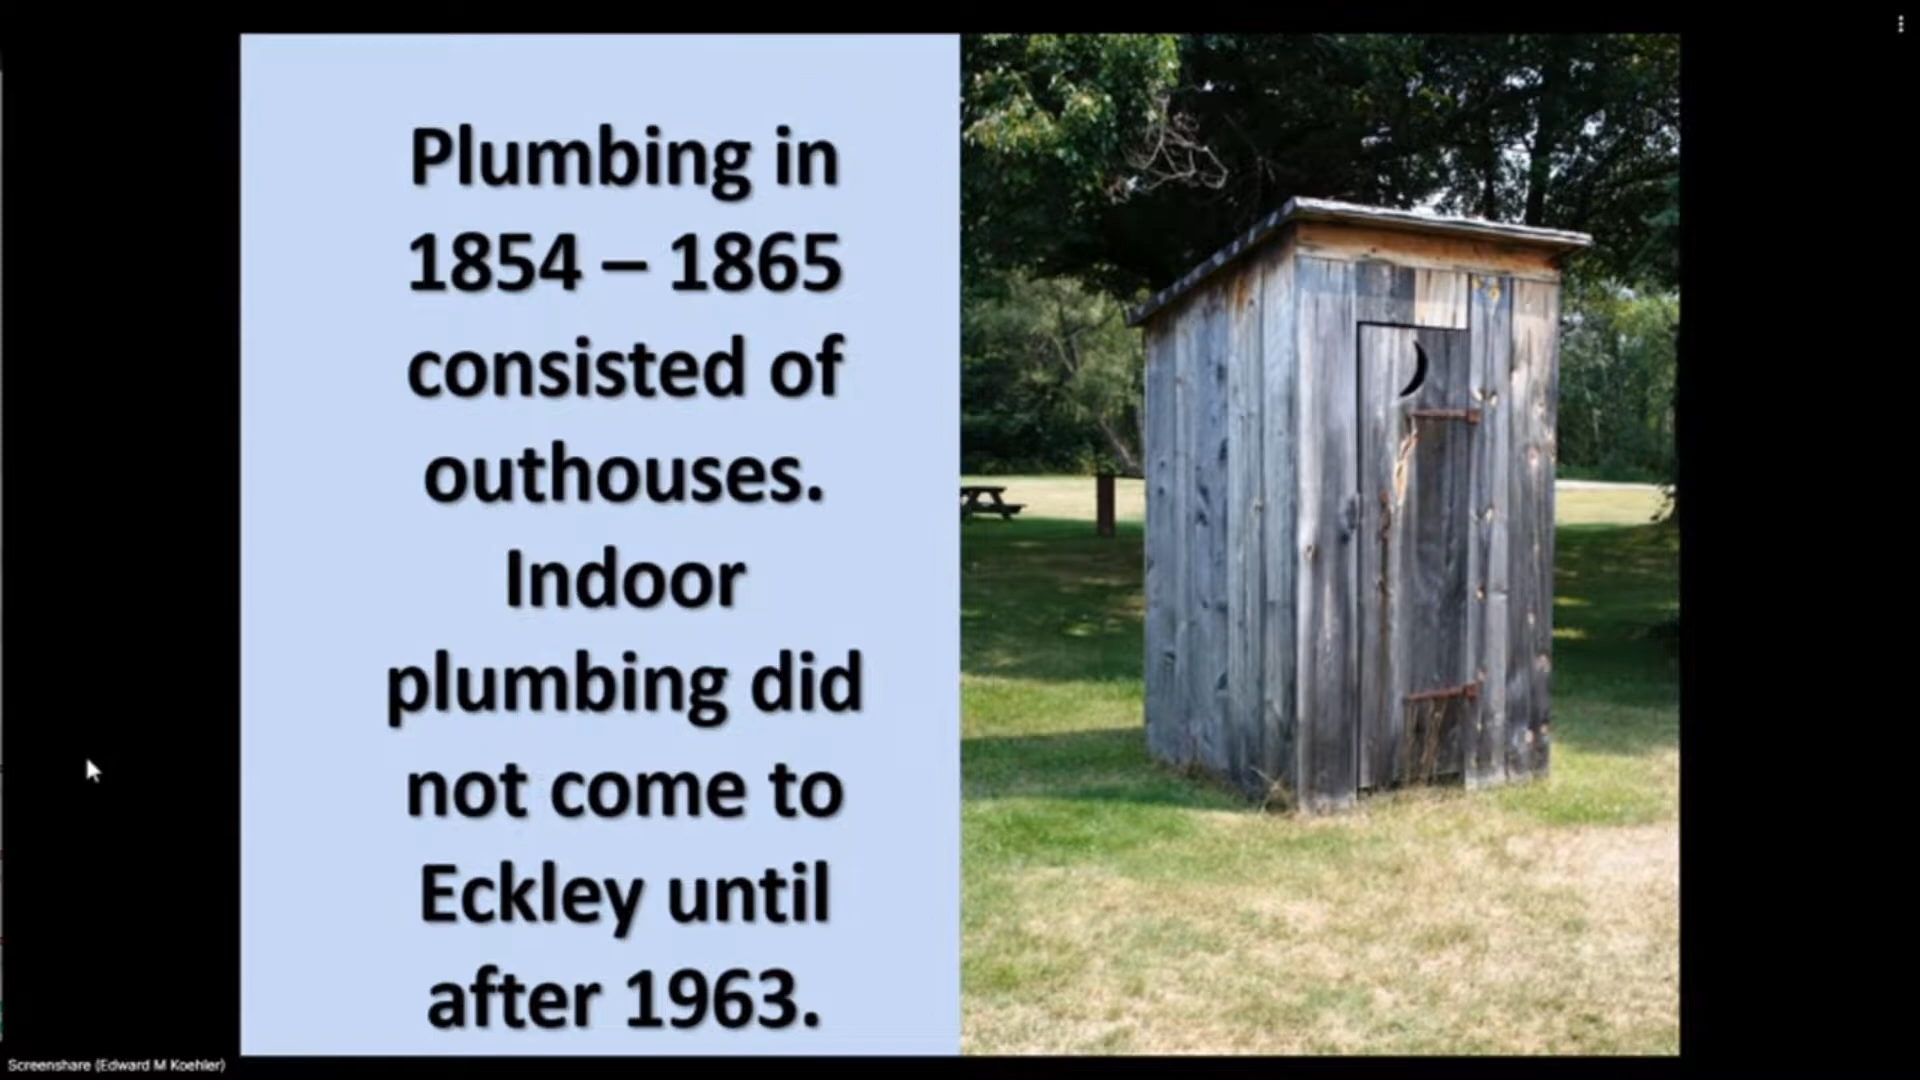 Plumbing in
1854 – 1865
consisted of
outhouses.
Indoor
plumbing did
not come to
Eckley until
after 1963.
Screenshare (Edward M Koehler)